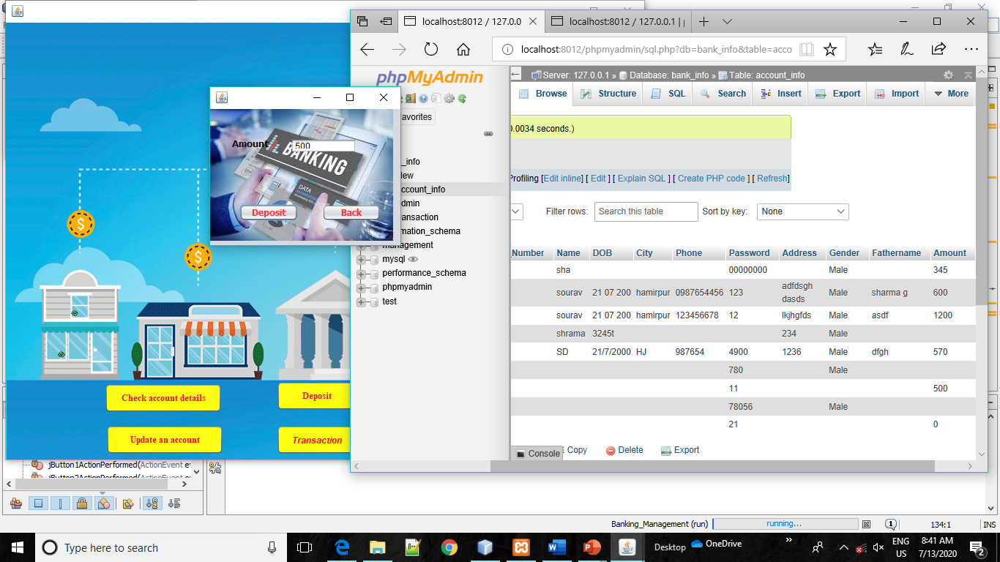 localhost:8012 / 127.0.0
localhost:8012 / 127.0.0.1 |
localhost:8012/phpmyadmin/sql.php?db=bank_info&table=acco
phpMyAdmin
Server: 127.0.0.1 » Database: bank_info » Table: account_info
Browse Structure SQL Search Insert Export Import More
avorites
0.0034 seconds.)
_info
ew
ccount_info
dmin
ransaction
mation_schema
management
mysql
performance_schema
phpmyadmin
test
Profiling [Edit inline] [ Edit ] [ Explain SQL ] [ Create PHP code ] [ Refresh]
Filter rows: Search this table Sort by key: None
_Number Name DOB City Phone Password Address Gender Fathername Amount
sha 00000000 Male 345
sourav 21 07 200 hamirpur 0987654456 123 adfdsgh dasds Male sharma g 600
sourav 21 07 200 hamirpur 123456678 12 lkjhgfds Male asdf 1200
shrama 3245t 234 Male
SD 21/7/2000 HJ 987654 4900 1236 Male dfgh 570
780 Male
11 500
78056 Male
21 0
Console Copy Delete Export
Amount 500
BANKING
DATA
Deposit Back
Check account details Deposit
Update an account Transaction
jButton1ActionPerformed(ActionEvent ev
jButton2ActionPerformed(ActionEvent ev
Banking_Management (run) running... 1 134:1 INS
Type here to search
Desktop OneDrive » ENG US 8:41 AM 7/13/2020 2